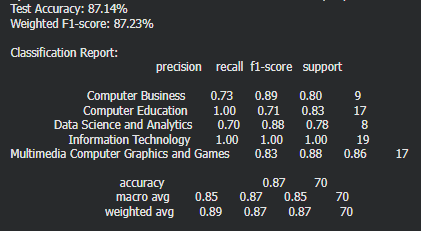 Test Accuracy: 87.14%
Weighted F1-score: 87.23%
Classification Report:
precision recall f1-score support
Computer Business 0.73 0.89 0.80 9
Computer Education 1.00 0.71 0.83 17
Data Science and Analytics 0.70 0.88 0.78 8
Information Technology 1.00 1.00 1.00 19
Multimedia Computer Graphics and Games 0.83 0.88 0.86 17
accuracy 0.87 70
macro avg 0.85 0.87 0.85 70
weighted avg 0.89 0.87 0.87 70